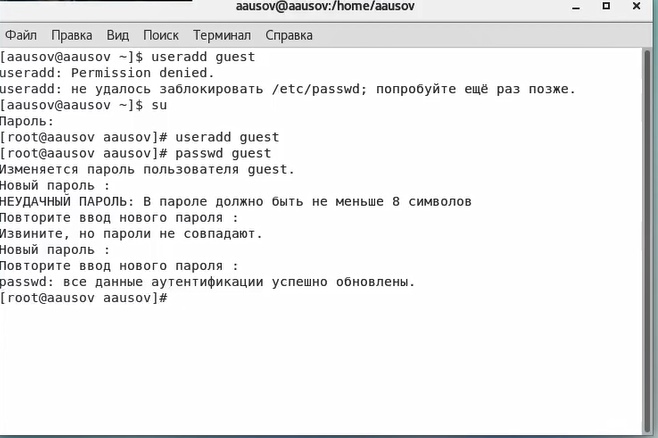 aausov@aausov:/home/aausov
Файл Правка Вид Поиск Терминал Справка
[aausov@aausov ~]$ useradd guest
useradd: Permission denied.
useradd: не удалось заблокировать /etc/passwd; попробуйте ещё раз позже.
[aausov@aausov ~]$ su
Пароль:
[root@aausov aausov]# useradd guest
[root@aausov aausov]# passwd guest
Изменяется пароль пользователя guest.
Новый пароль :
НЕУДАЧНЫЙ ПАРОЛЬ: В пароле должно быть не меньше 8 символов
Повторите ввод нового пароля :
Извините, но пароли не совпадают.
Новый пароль :
Повторите ввод нового пароля :
passwd: все данные аутентификации успешно обновлены.
[root@aausov aausov]#